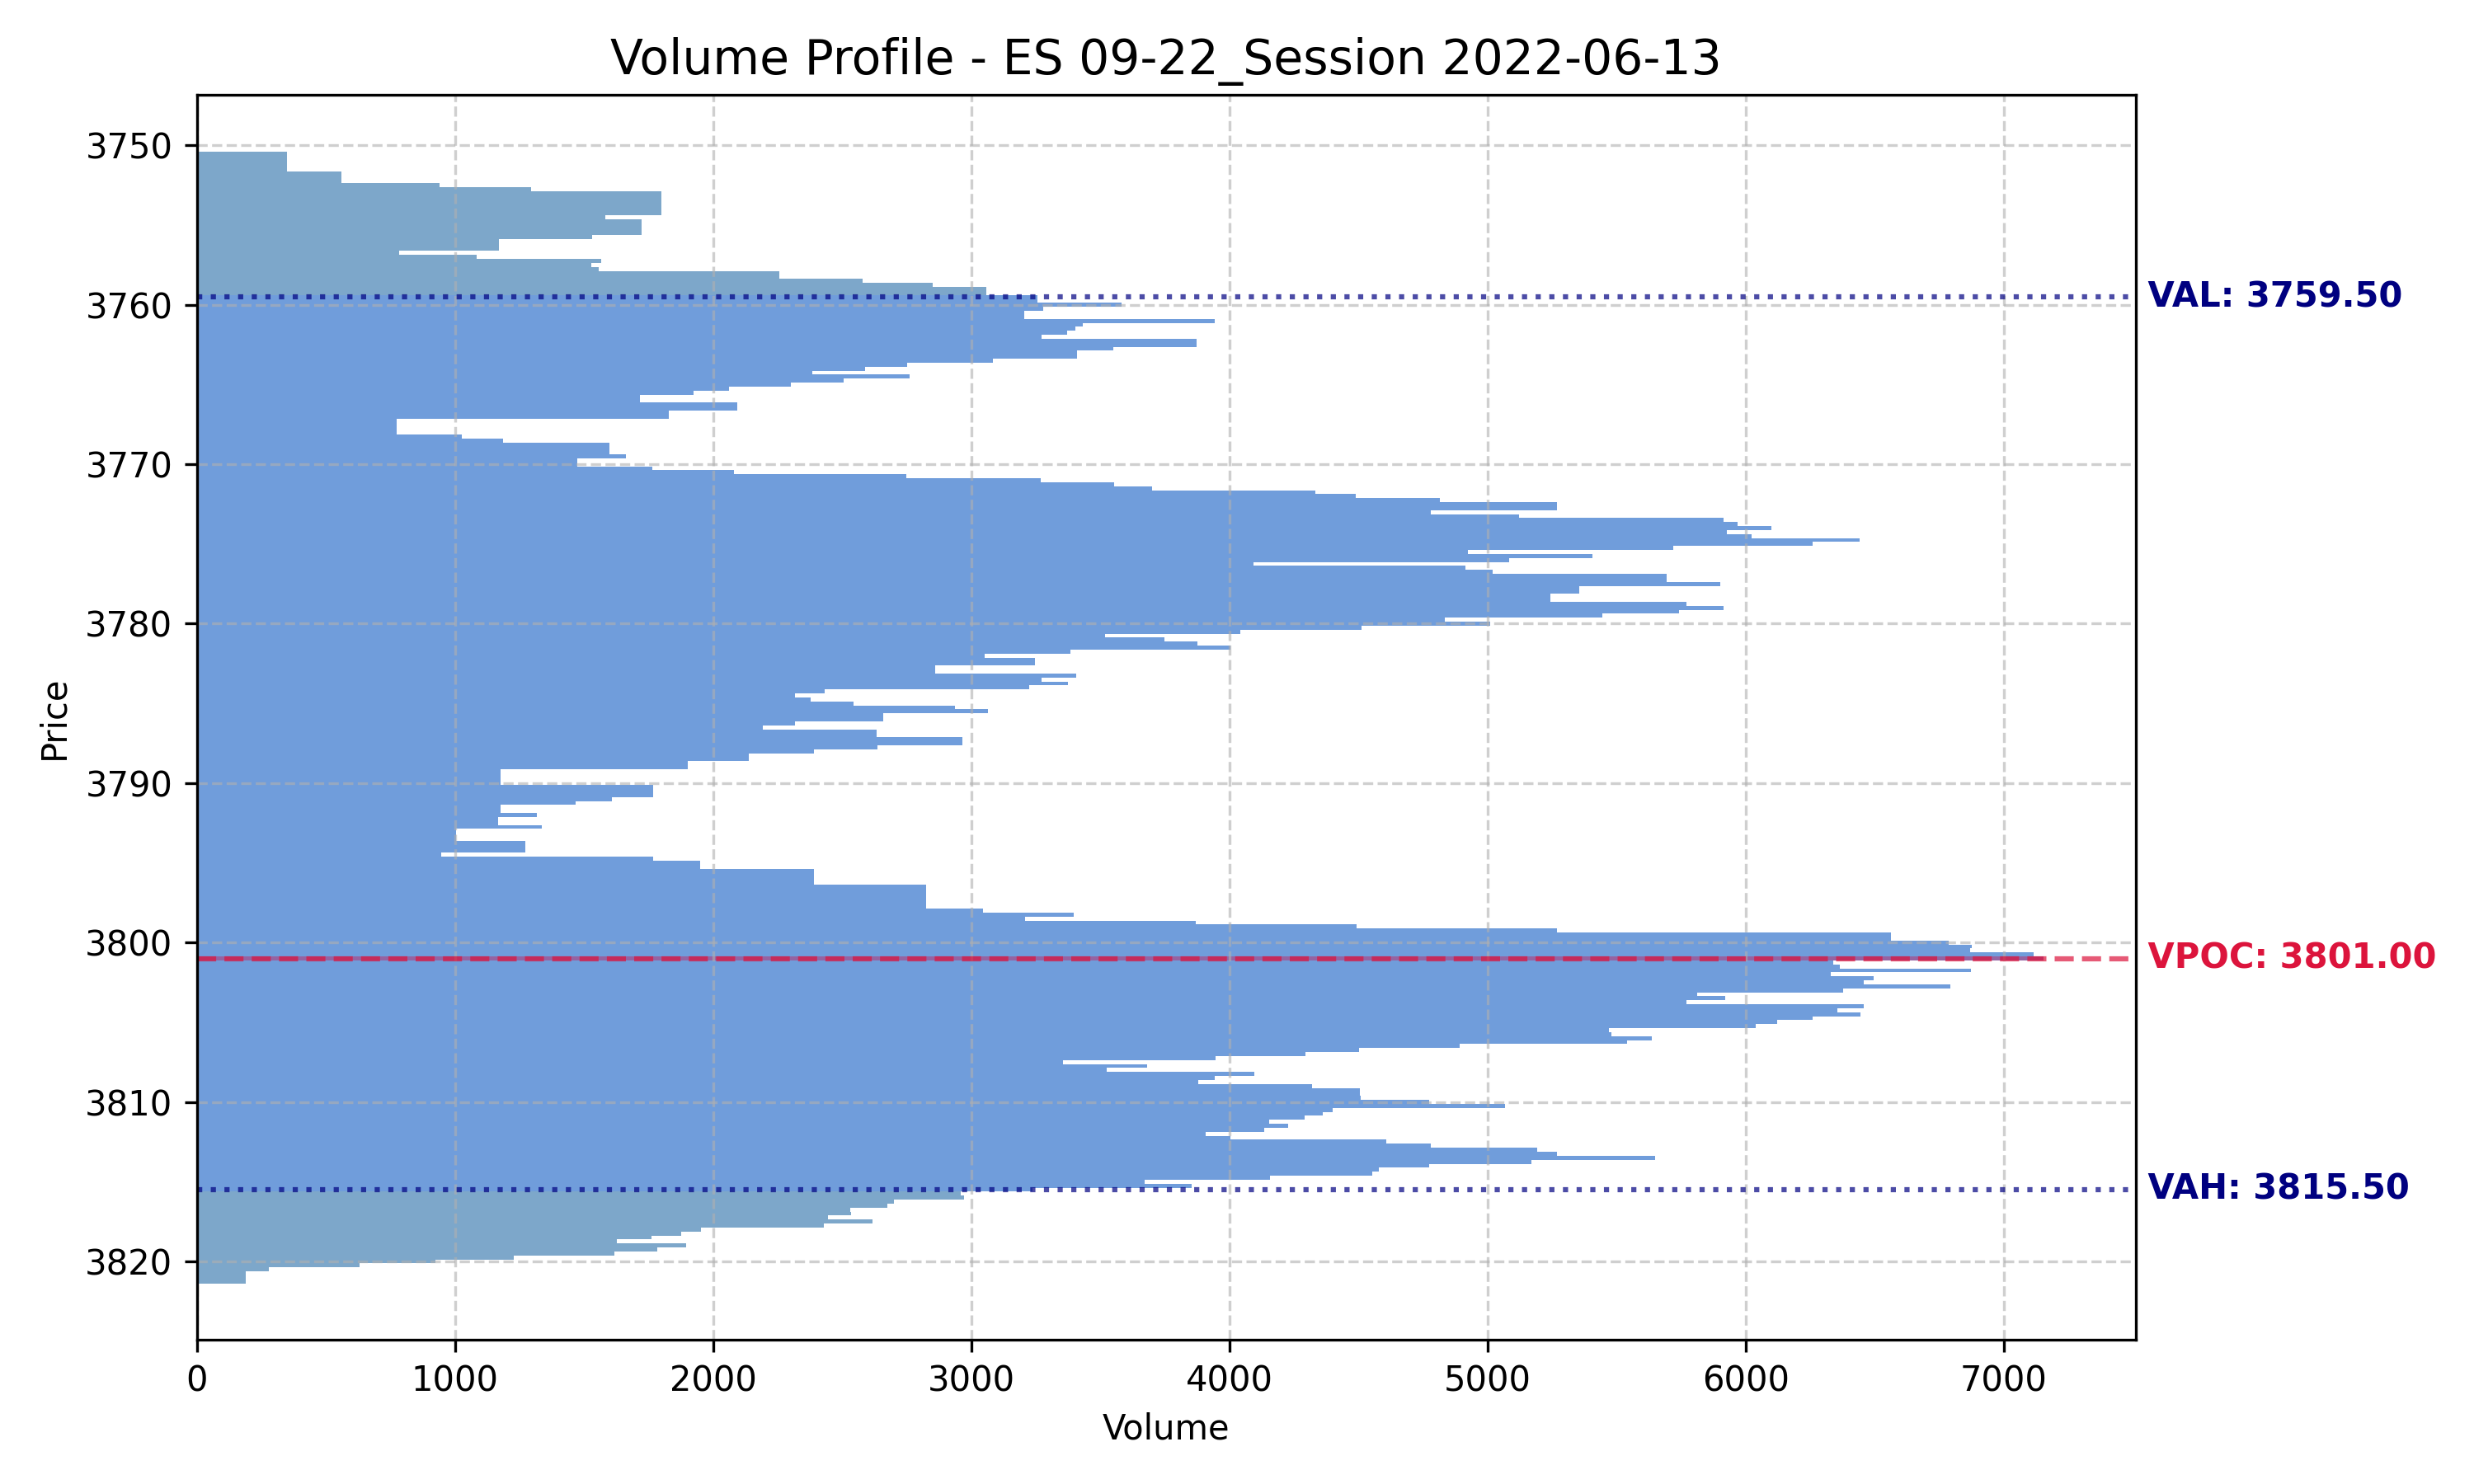 Volume Profile - ES 09-22_Session 2022-06-13
3750
3760
3770
3780
3790
3800
3810
3820
Price
0 1000 2000 3000 4000 5000 6000 7000
Volume
VAL: 3759.50
VPOC: 3801.00
VAH: 3815.50